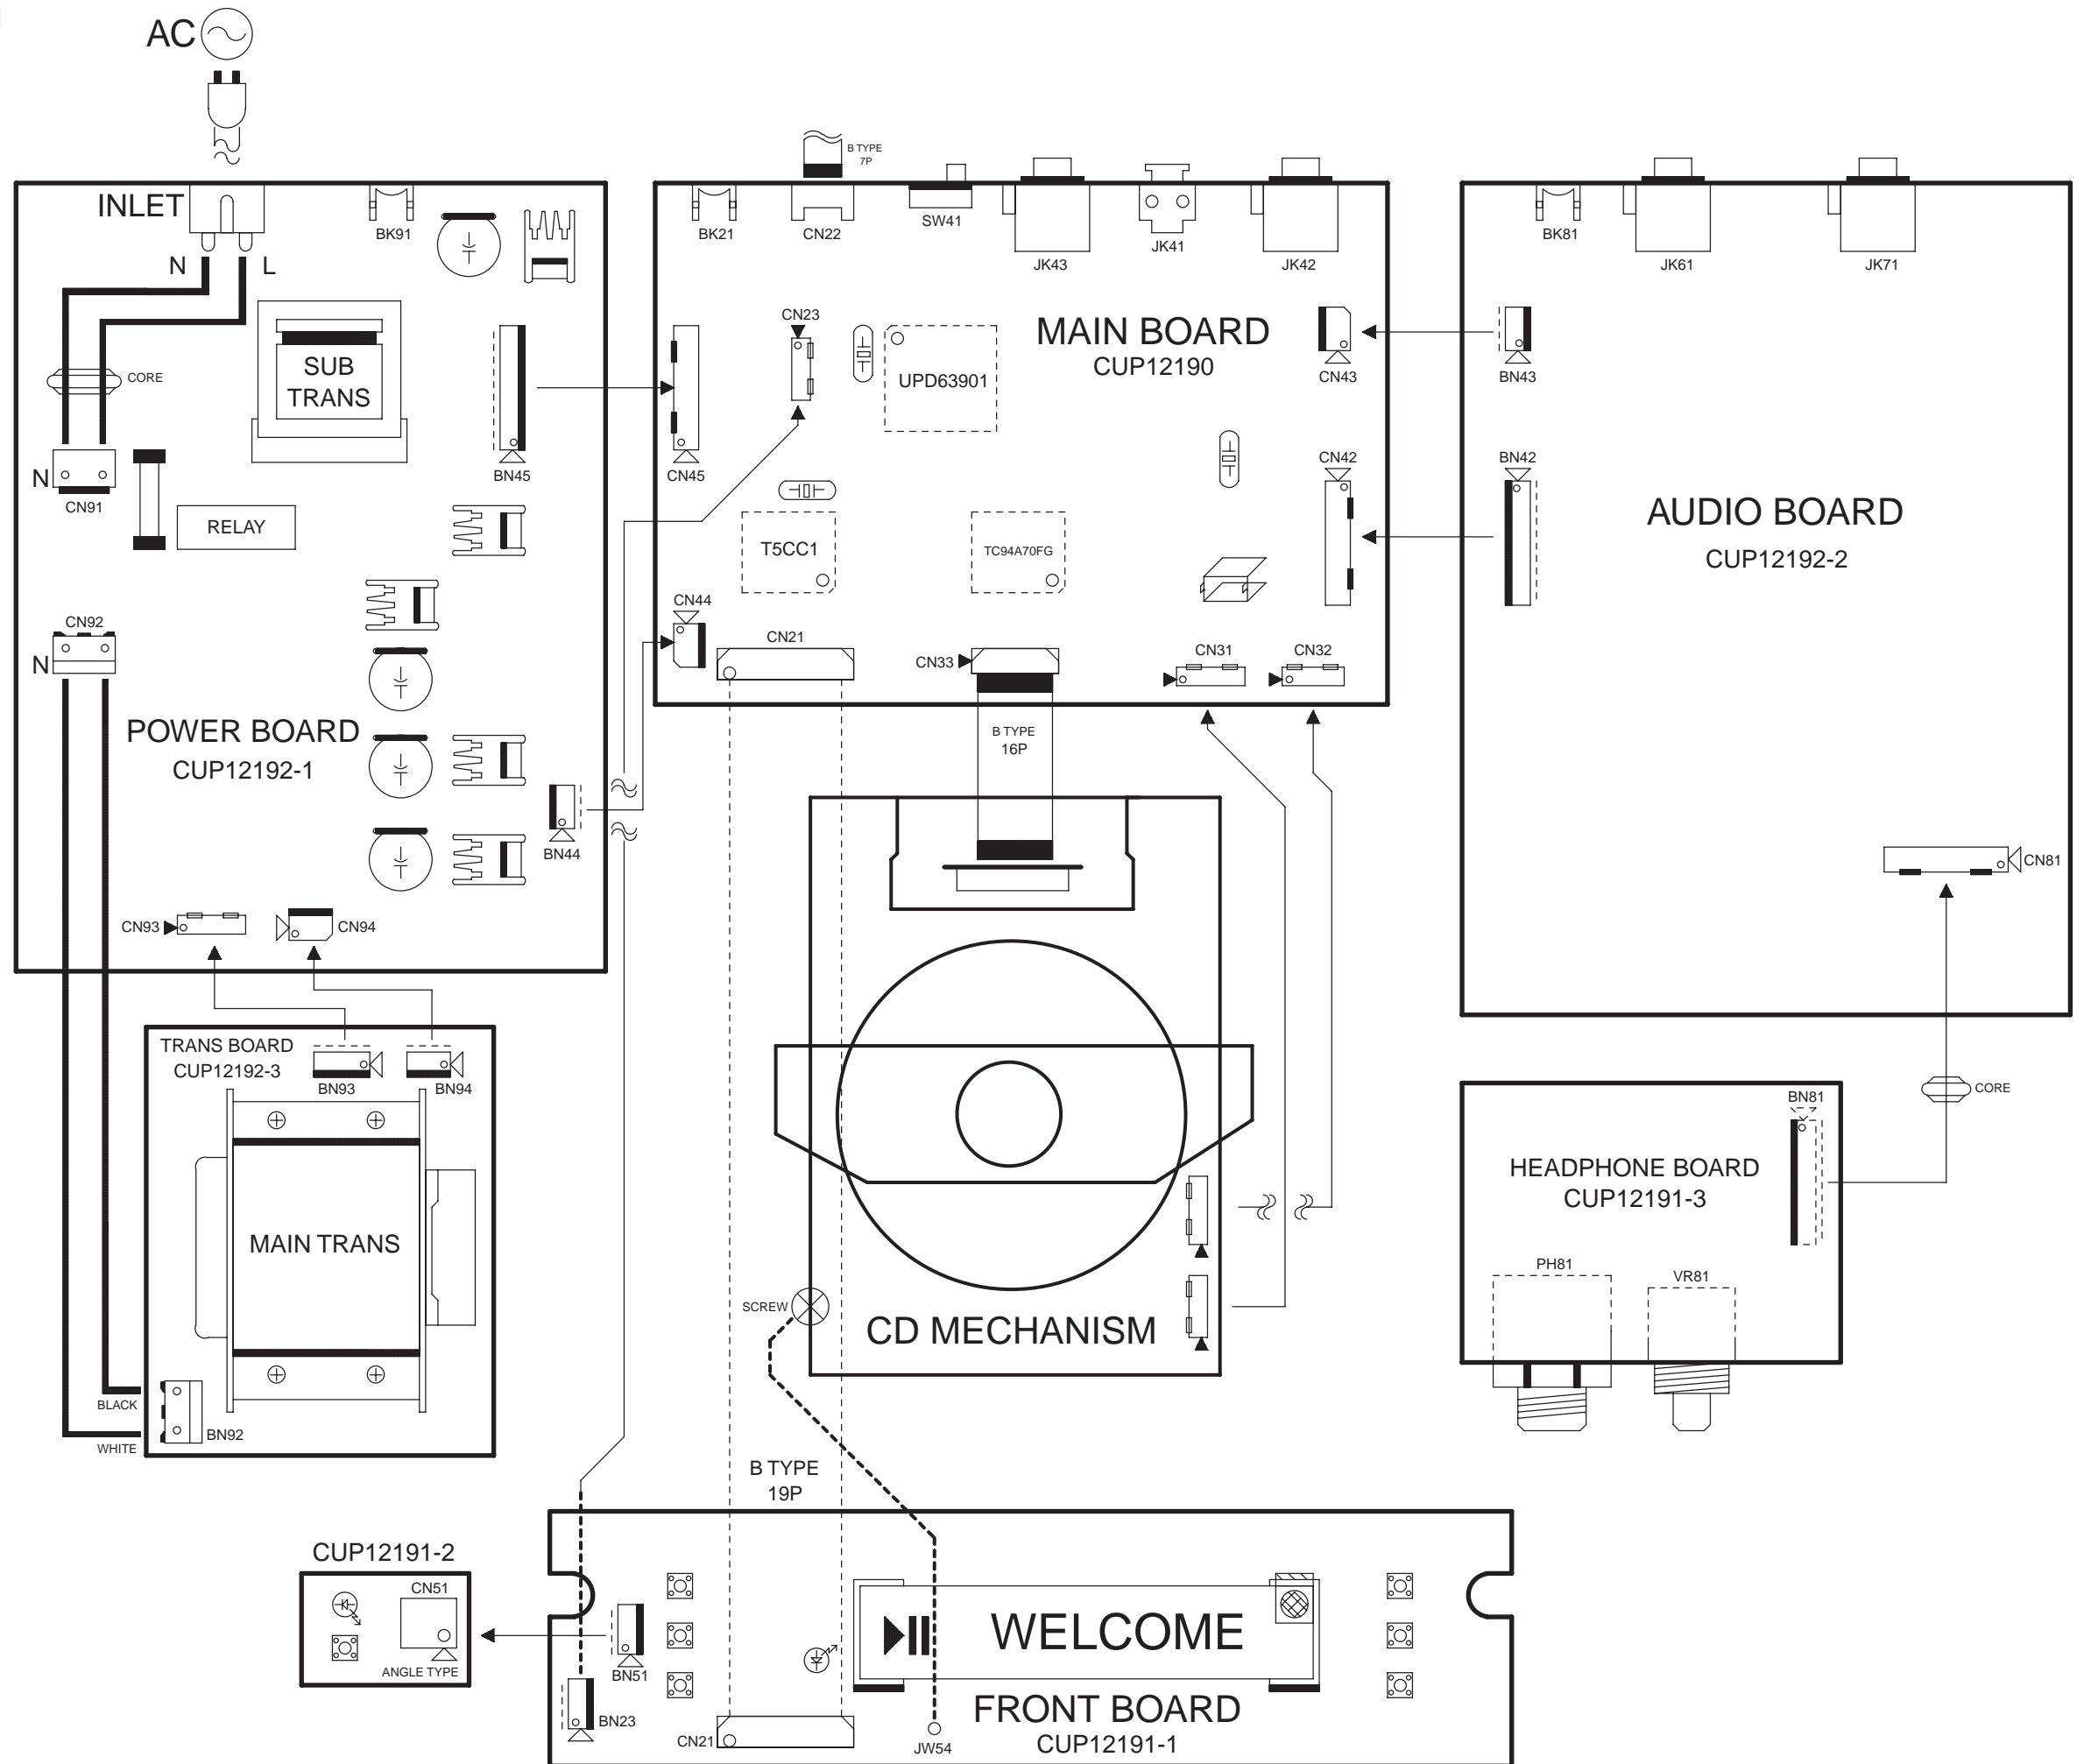 AC
INLET
N
L
BK91
CORE
SUB
TRANS
N
CN91
RELAY
BN45
CN92
N
POWER BOARD
CUP12192-1
BN44
CN93
CN94
TRANS BOARD
CUP12192-3
BN93
BN94
MAIN TRANS
BLACK
WHITE
BN92
B TYPE
7P
BK21
CN22
SW41
JK43
JK41
JK42
CN23
UPD63901
MAIN BOARD
CUP12190
CN43
CN45
CN42
T5CC1
TC94A70FG
CN44
CN21
CN33
CN31
CN32
B TYPE
16P
SCREW
CD MECHANISM
B TYPE
19P
BK81
JK61
JK71
BN43
BN42
AUDIO BOARD
CUP12192-2
CN81
CORE
BN81
HEADPHONE BOARD
CUP12191-3
PH81
VR81
CUP12191-2
CN51
ANGLE TYPE
BN51
BN23
CN21
WELCOME
FRONT BOARD
CUP12191-1
JW54